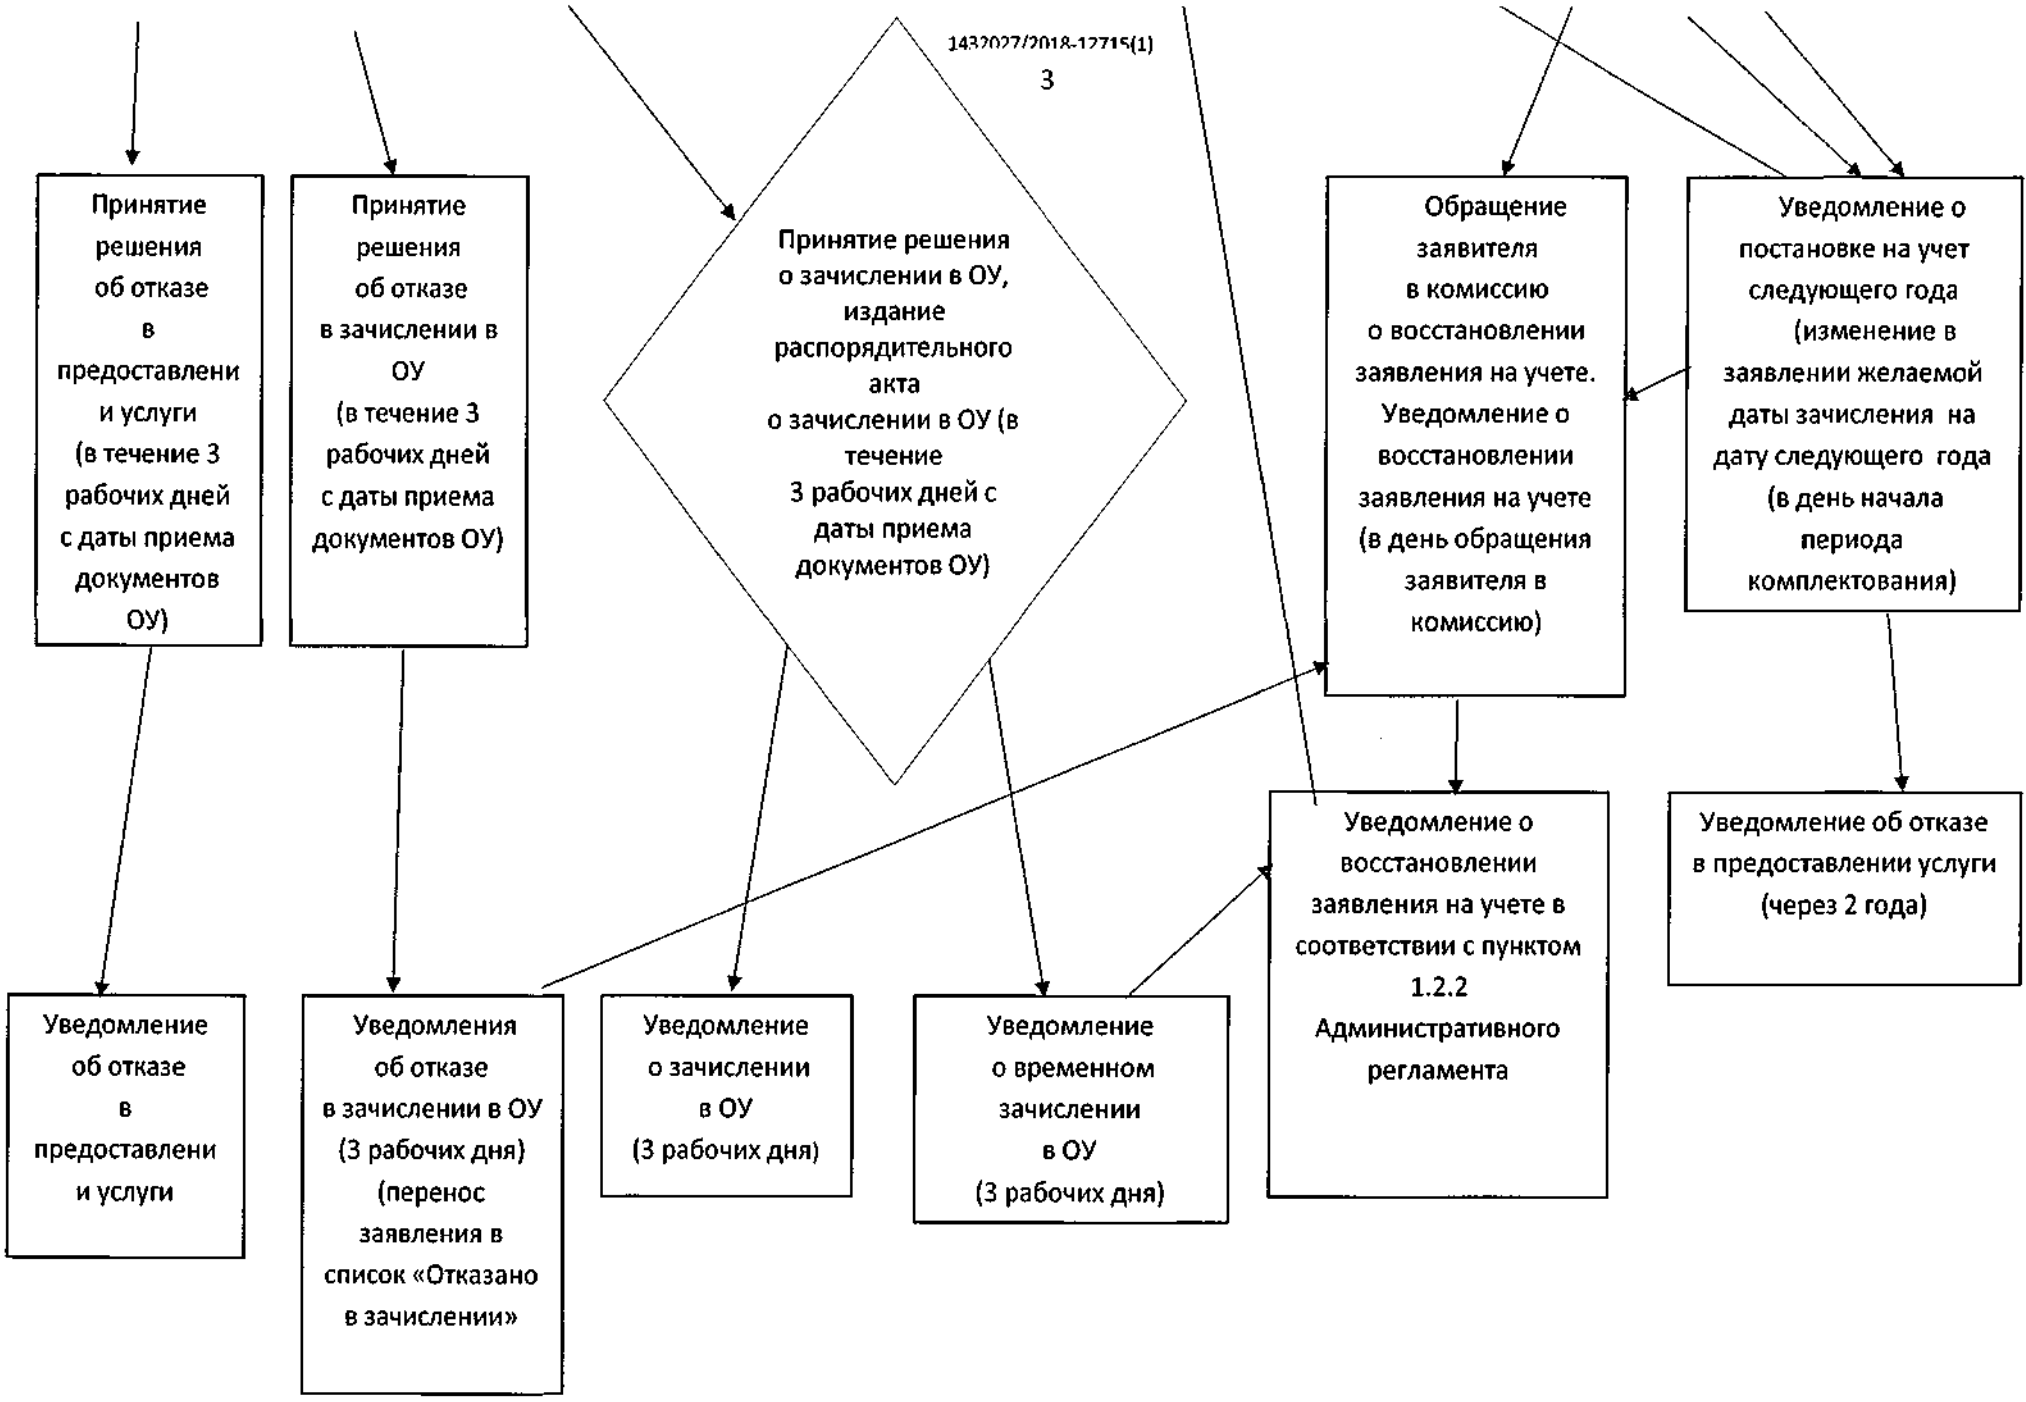 1432027/2018-12715(1)
3
Принятие
решения
об отказе
в
предоставлени
и услуги
(в течение 3
рабочих дней
с даты приема
документов
ОУ)
Принятие
решения
об отказе
в зачислении в
ОУ
(в течение 3
рабочих дней
с даты приема
документов ОУ)
Принятие решения
о зачислении в ОУ,
издание
распорядительного
акта
о зачислении в ОУ (в
течение
3 рабочих дней с
даты приема
документов ОУ)
Обращение
заявителя
в комиссию
о восстановлении
заявления на учете.
Уведомление о
восстановлении
заявления на учете
(в день обращения
заявителя в
комиссию)
Уведомление о
постановке на учет
следующего года
(изменение в
заявлении желаемой
даты зачисления на
дату следующего года
(в день начала
периода
комплектования)
Уведомление
об отказе
в
предоставлени
и услуги
Уведомления
об отказе
в зачислении в ОУ
(3 рабочих дня)
(перенос
заявления в
список «Отказано
в зачислении»
Уведомление
о зачислении
в ОУ
(3 рабочих дня)
Уведомление
о временном
зачислении
в ОУ
(3 рабочих дня)
Уведомление о
восстановлении
заявления на учете в
соответствии с пунктом
1.2.2
Административного
регламента
Уведомление об отказе
в предоставлении услуги
(через 2 года)